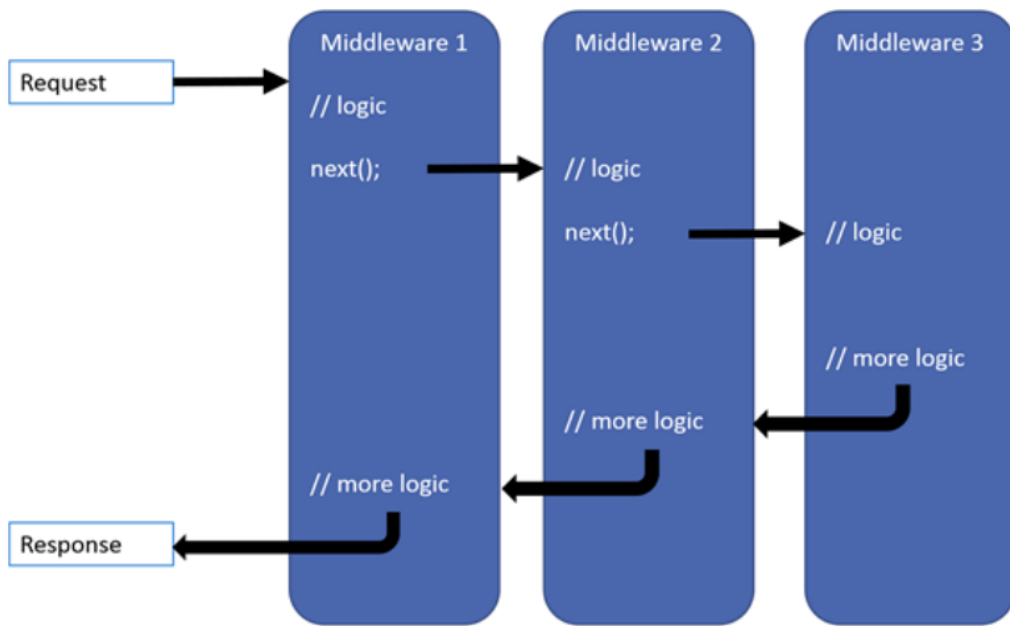 Middleware 1
Middleware 2
Middleware 3
Request
// logic
next();
// logic
next();
// logic
// more logic
// more logic
// more logic
Response